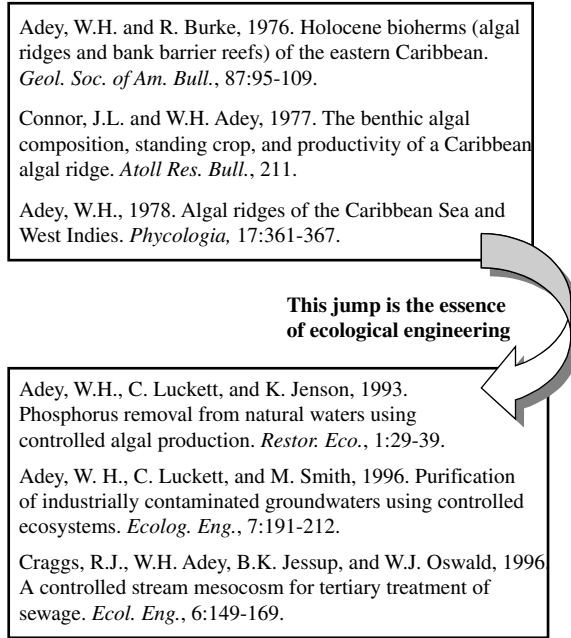 Adey, W.H. and R. Burke, 1976. Holocene bioherms (algal
ridges and bank barrier reefs) of the eastern Caribbean.
Geol. Soc. of Am. Bull., 87:95-109.
Connor, J.L. and W.H. Adey, 1977. The benthic algal
composition, standing crop, and productivity of a Caribbean
algal ridge. Atoll Res. Bull., 211.
Adey, W.H., 1978. Algal ridges of the Caribbean Sea and
West Indies. Phycologia, 17:361-367.
This jump is the essence
of ecological engineering
Adey, W.H., C. Luckett, and K. Jenson, 1993.
Phosphorus removal from natural waters using
controlled algal production. Restor. Eco., 1:29-39.
Adey, W. H., C. Luckett, and M. Smith, 1996. Purification
of industrially contaminated groundwaters using controlled
ecosystems. Ecolog. Eng., 7:191-212.
Craggs, R.J., W.H. Adey, B.K. Jessup, and W.J. Oswald, 1996.
A controlled stream mesocosm for tertiary treatment of
sewage. Ecol. Eng., 6:149-169.